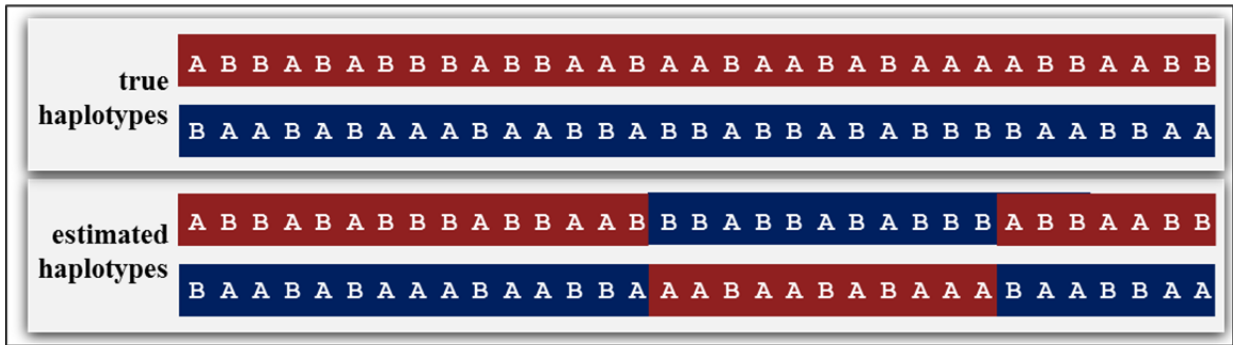 true
haplotypes
A B B A B A B B B A B B A A B A A B A A B A B A A A A B B A A B B
B A A B A B A A A B A A B B A B B A B B A B A B B B B A A B B A A
estimated
haplotypes
A B B A B A B B B A B B A A B B B A B B A B A B B B A B B A A B B
B A A B A B A A A B A A B B A A A B A A B A B A A A B A A B B A A